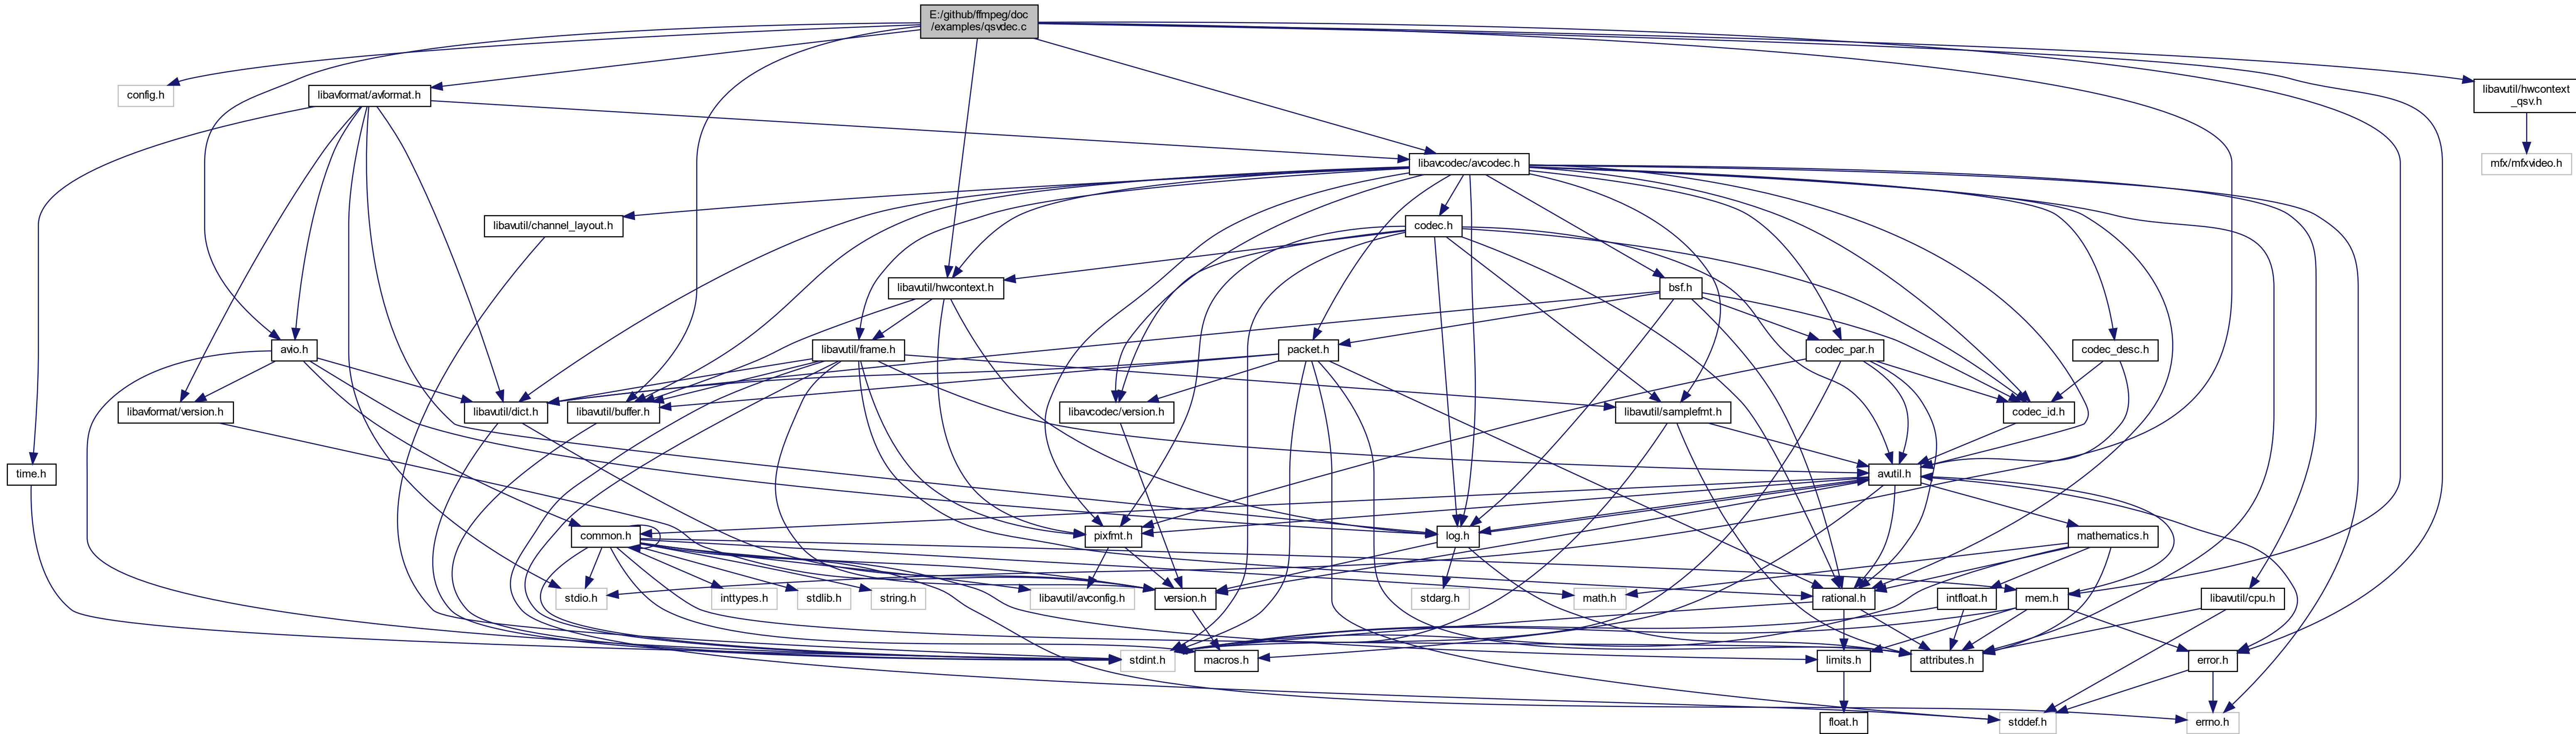 E:/github/ffmpeg/doc
/examples/qsvdec.c
config.h
libavformat/avformat.h
libavutil/hwcontext
_qsv.h
libavcodec/avcodec.h
mfx/mfxvideo.h
libavutil/channel_layout.h
codec.h
libavutil/hwcontext.h
bsf.h
avio.h
libavutil/frame.h
packet.h
codec_par.h
codec_desc.h
libavformat/version.h
libavutil/dict.h
libavutil/buffer.h
libavcodec/version.h
libavutil/samplefmt.h
codec_id.h
time.h
avutil.h
common.h
pixfmt.h
log.h
mathematics.h
stdio.h
inttypes.h
stdlib.h
string.h
libavutil/avconfig.h
version.h
stdarg.h
math.h
rational.h
intfloat.h
mem.h
libavutil/cpu.h
stdint.h
macros.h
limits.h
attributes.h
error.h
float.h
stddef.h
errno.h